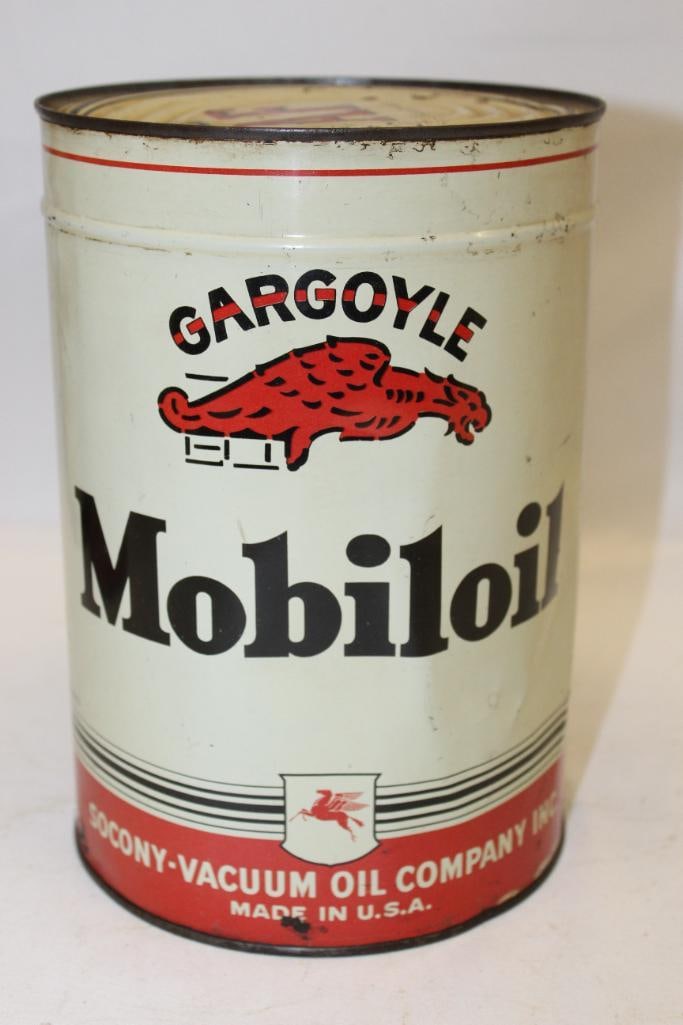 GARGOYLE
Mobiloil
SOCONY-VACUUM OIL COMPANY INC
MADE IN U.S.A.